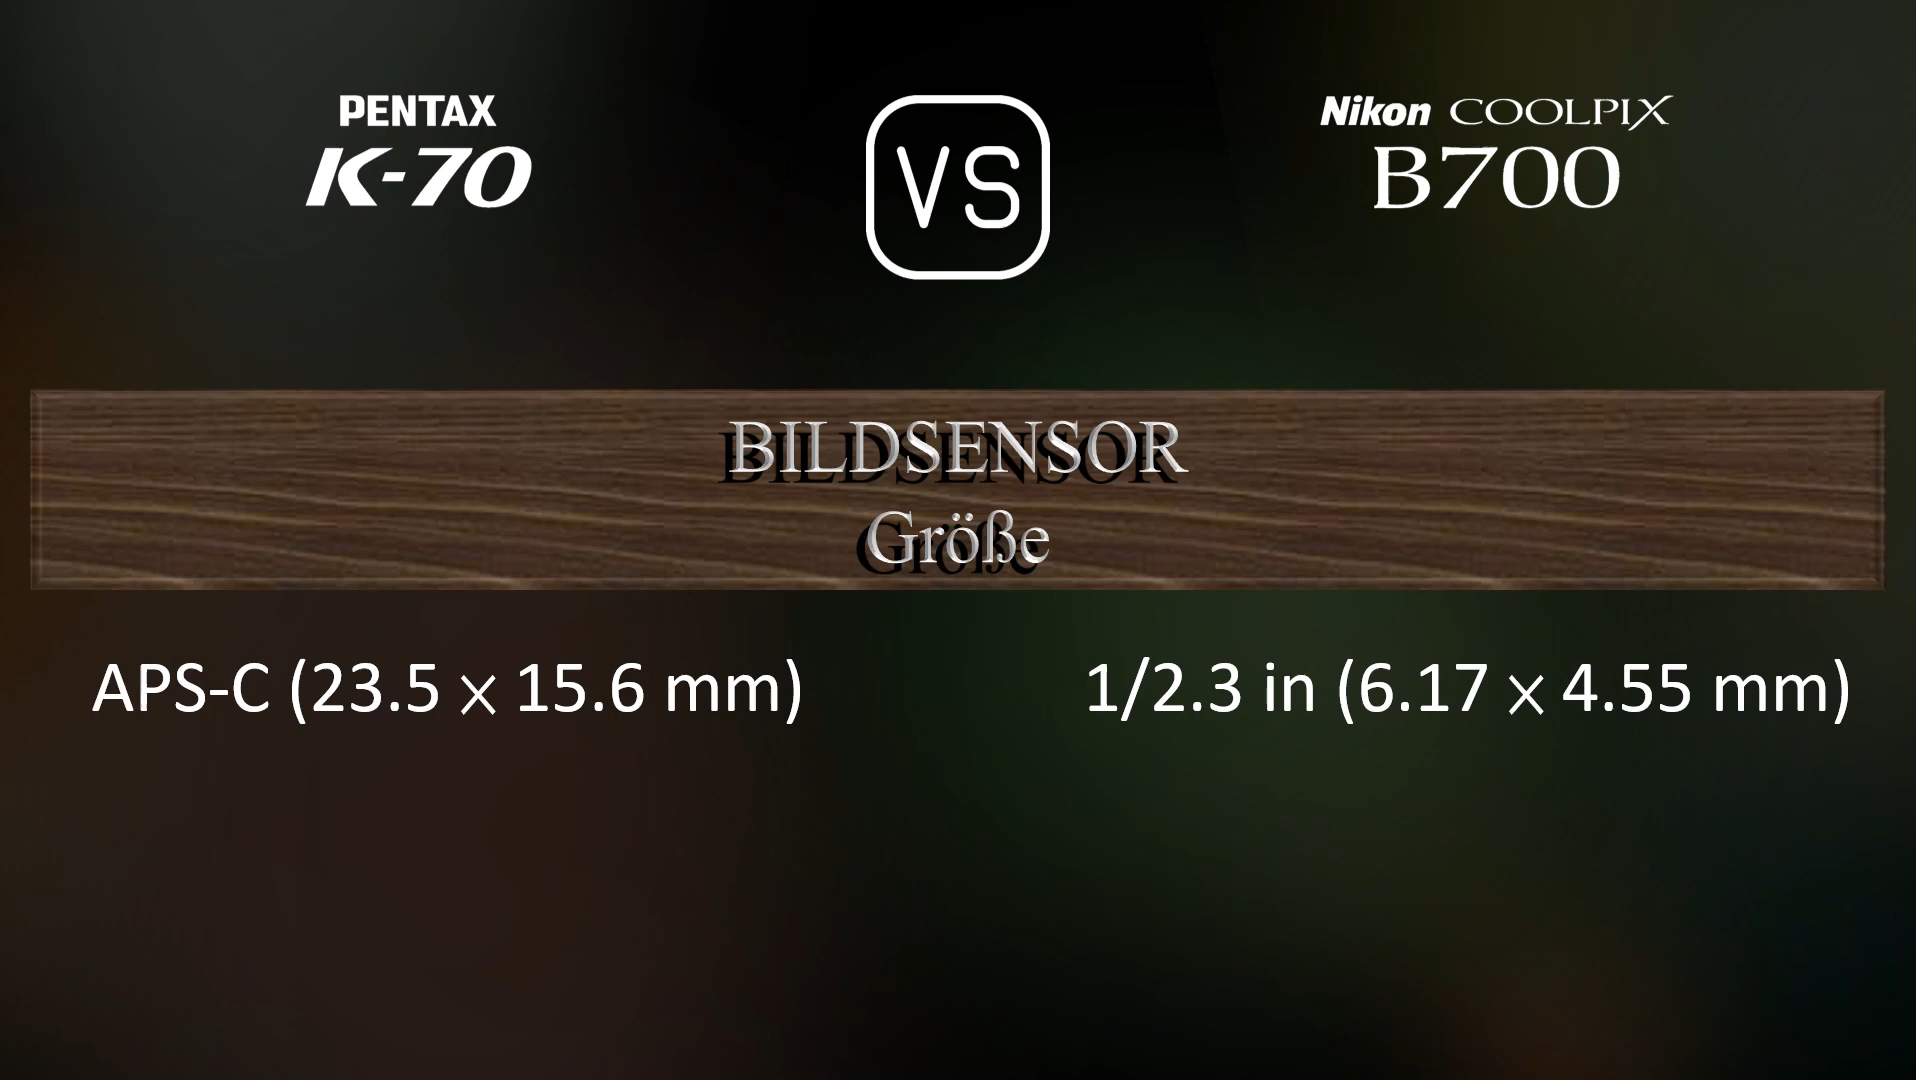 PENTAX
K-70
VS
Nikon COOLPIX
B700
BILDSENSOR
Größe
APS-C (23.5 x 15.6 mm)
1/2.3 in (6.17 x 4.55 mm)